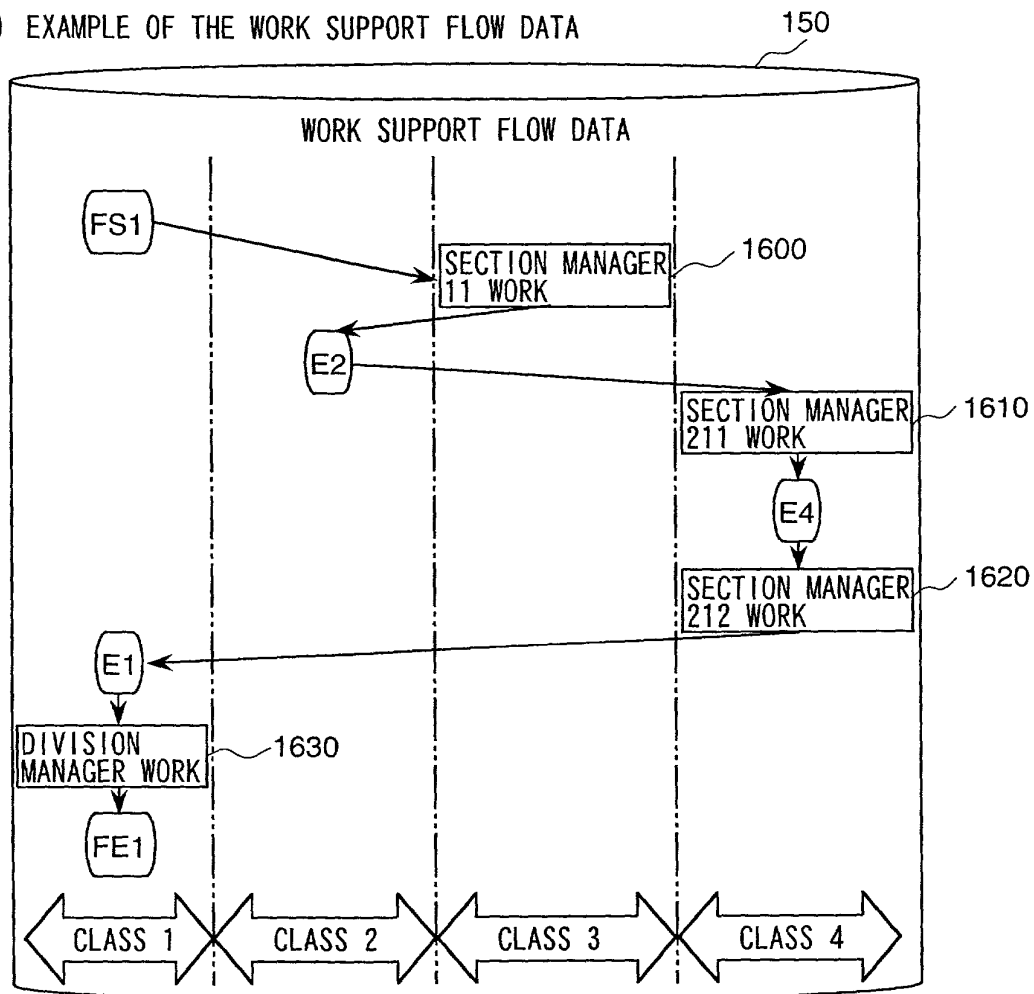 ) EXAMPLE OF THE WORK SUPPORT FLOW DATA
150
WORK SUPPORT FLOW DATA
FS1
SECTION MANAGER
11 WORK
1600
E2
SECTION MANAGER
211 WORK
1610
E4
SECTION MANAGER
212 WORK
1620
E1
DIVISION
MANAGER WORK
1630
FE1
CLASS 1
CLASS 2
CLASS 3
CLASS 4